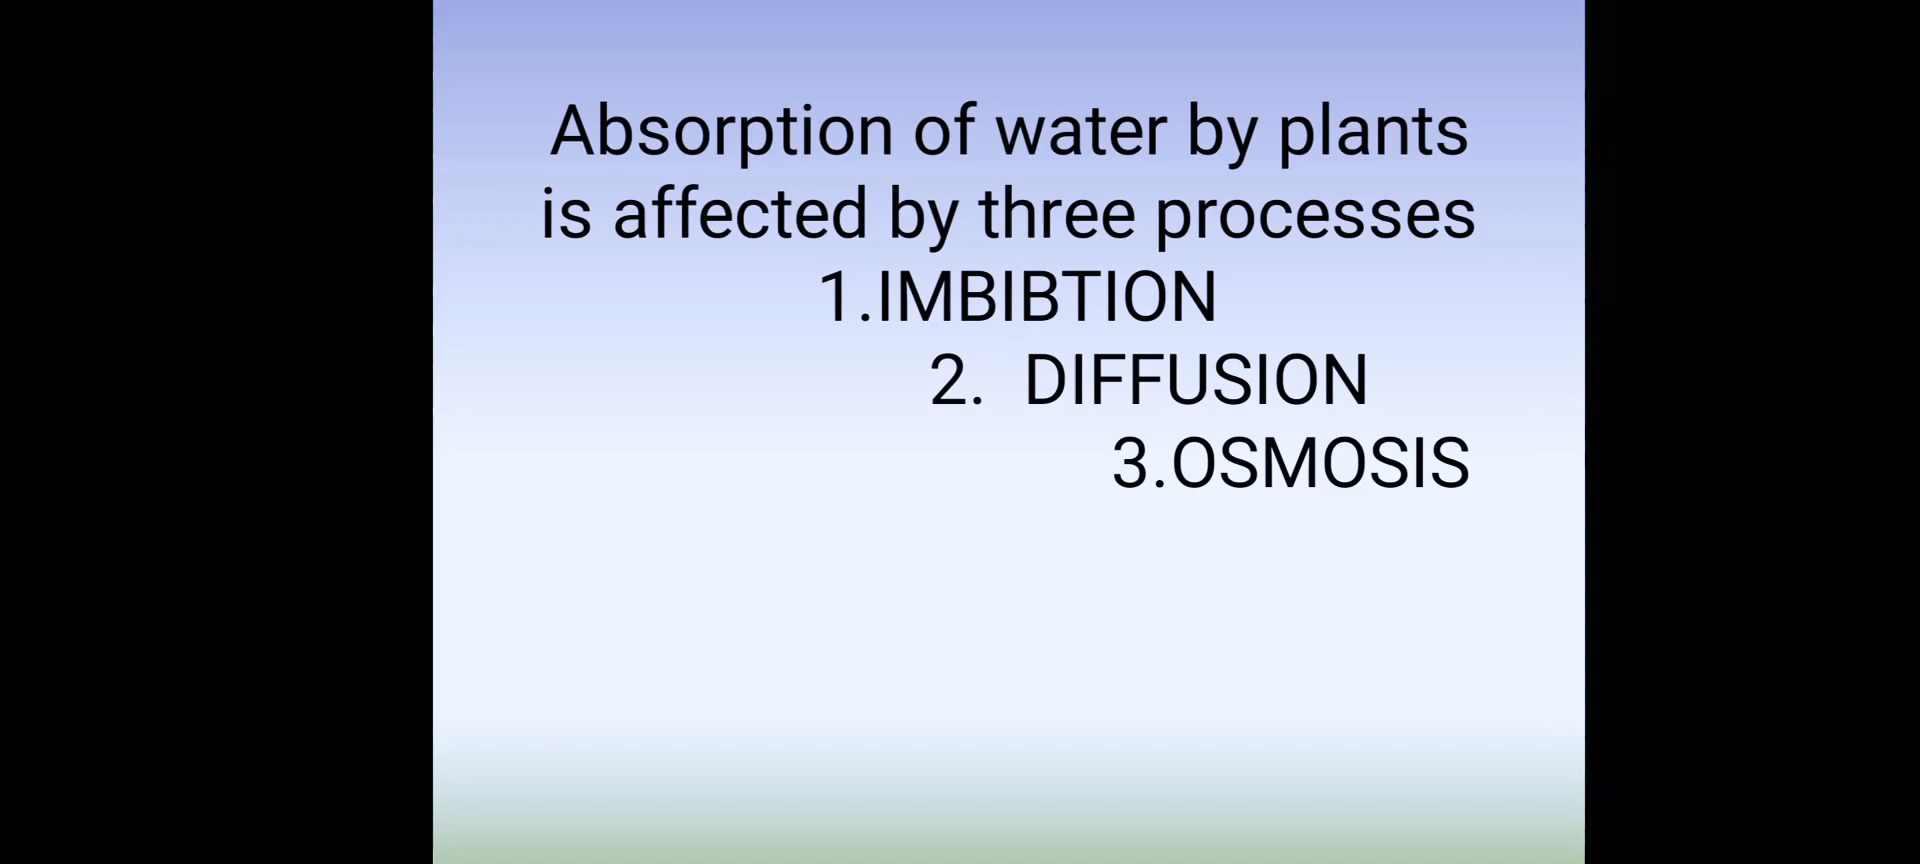 Absorption of water by plants
is affected by three processes
1.IMBIBTION
2.  DIFFUSION
3.OSMOSIS